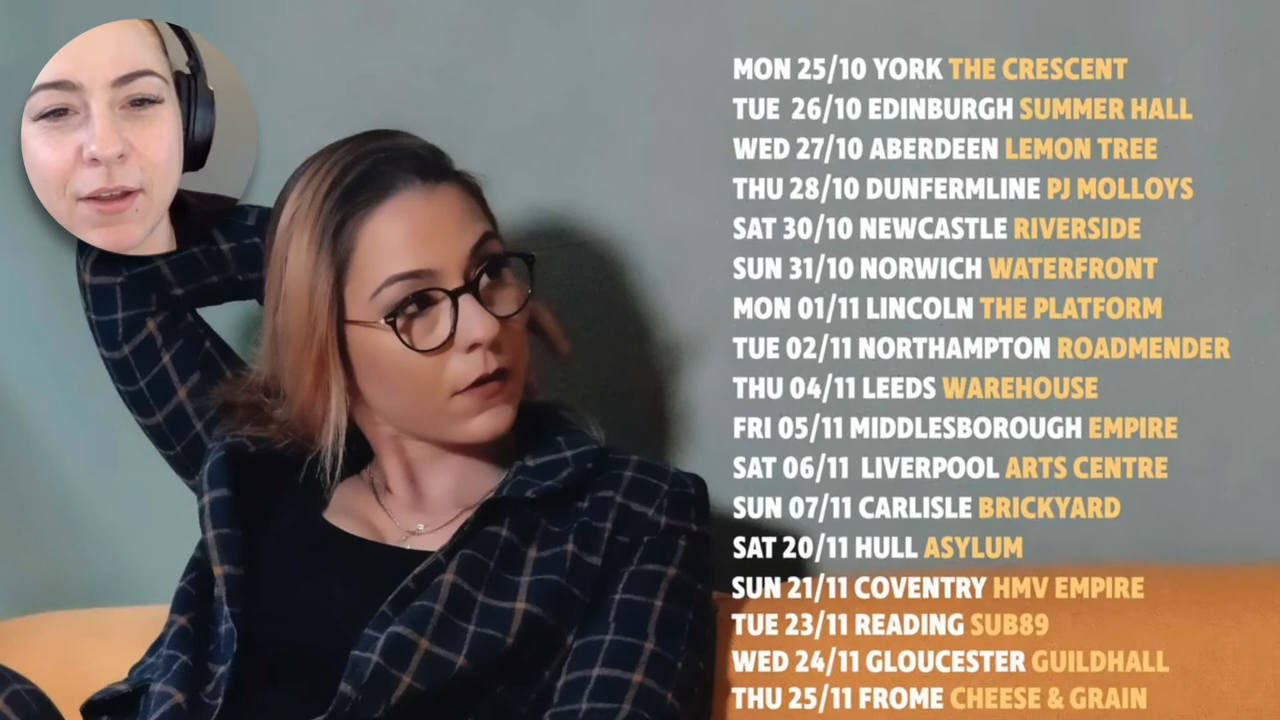 MON 25/10 YORK THE CRESCENT
TUE 26/10 EDINBURGH SUMMER HALL
WED 27/10 ABERDEEN LEMON TREE
THU 28/10 DUNFERMLINE PJ MOLLOYS
SAT 30/10 NEWCASTLE RIVERSIDE
SUN 31/10 NORWICH WATERFRONT
MON 01/11 LINCOLN THE PLATFORM
TUE 02/11 NORTHAMPTON ROADMENDER
THU 04/11 LEEDS WAREHOUSE
FRI 05/11 MIDDLESBOROUGH EMPIRE
SAT 06/11 LIVERPOOL ARTS CENTRE
SUN 07/11 CARLISLE BRICKYARD
SAT 20/11 HULL ASYLUM
SUN 21/11 COVENTRY HMV EMPIRE
TUE 23/11 READING SUB89
WED 24/11 GLOUCESTER GUILDHALL
THU 25/11 FROME CHEESE & GRAIN